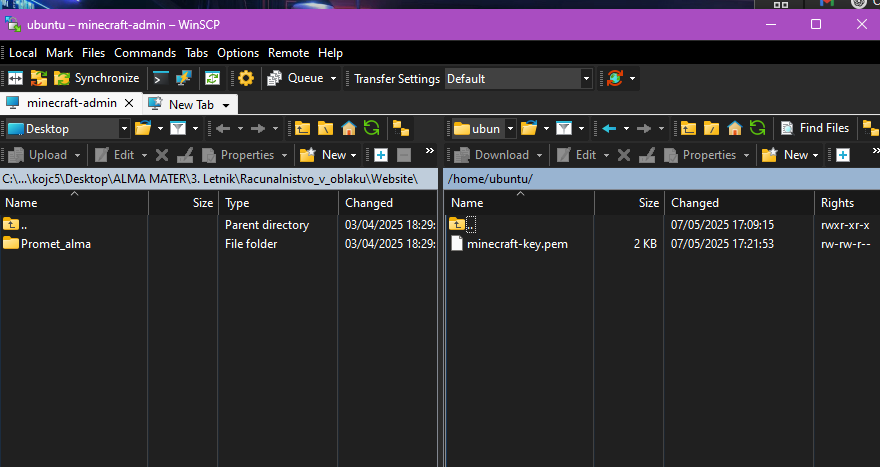 ubuntu – minecraft-admin – WinSCP
Local Mark Files Commands Tabs Options Remote Help
Synchronize Queue Transfer Settings Default
minecraft-admin New Tab
Desktop ubun Find Files
Upload Edit Properties New Download Edit Properties New
C:\...\kojc5\Desktop\ALMA MATER\3. Letnik\Racunalnistvo_v_oblaku\Website\ /home/ubuntu/
Name Size Type Changed Name Size Changed Rights
.. Parent directory 03/04/2025 18:29: .. 07/05/2025 17:09:15 rwxr-xr-x
Promet_alma File folder 03/04/2025 18:29: minecraft-key.pem 2 KB 07/05/2025 17:21:53 rw-rw-r--